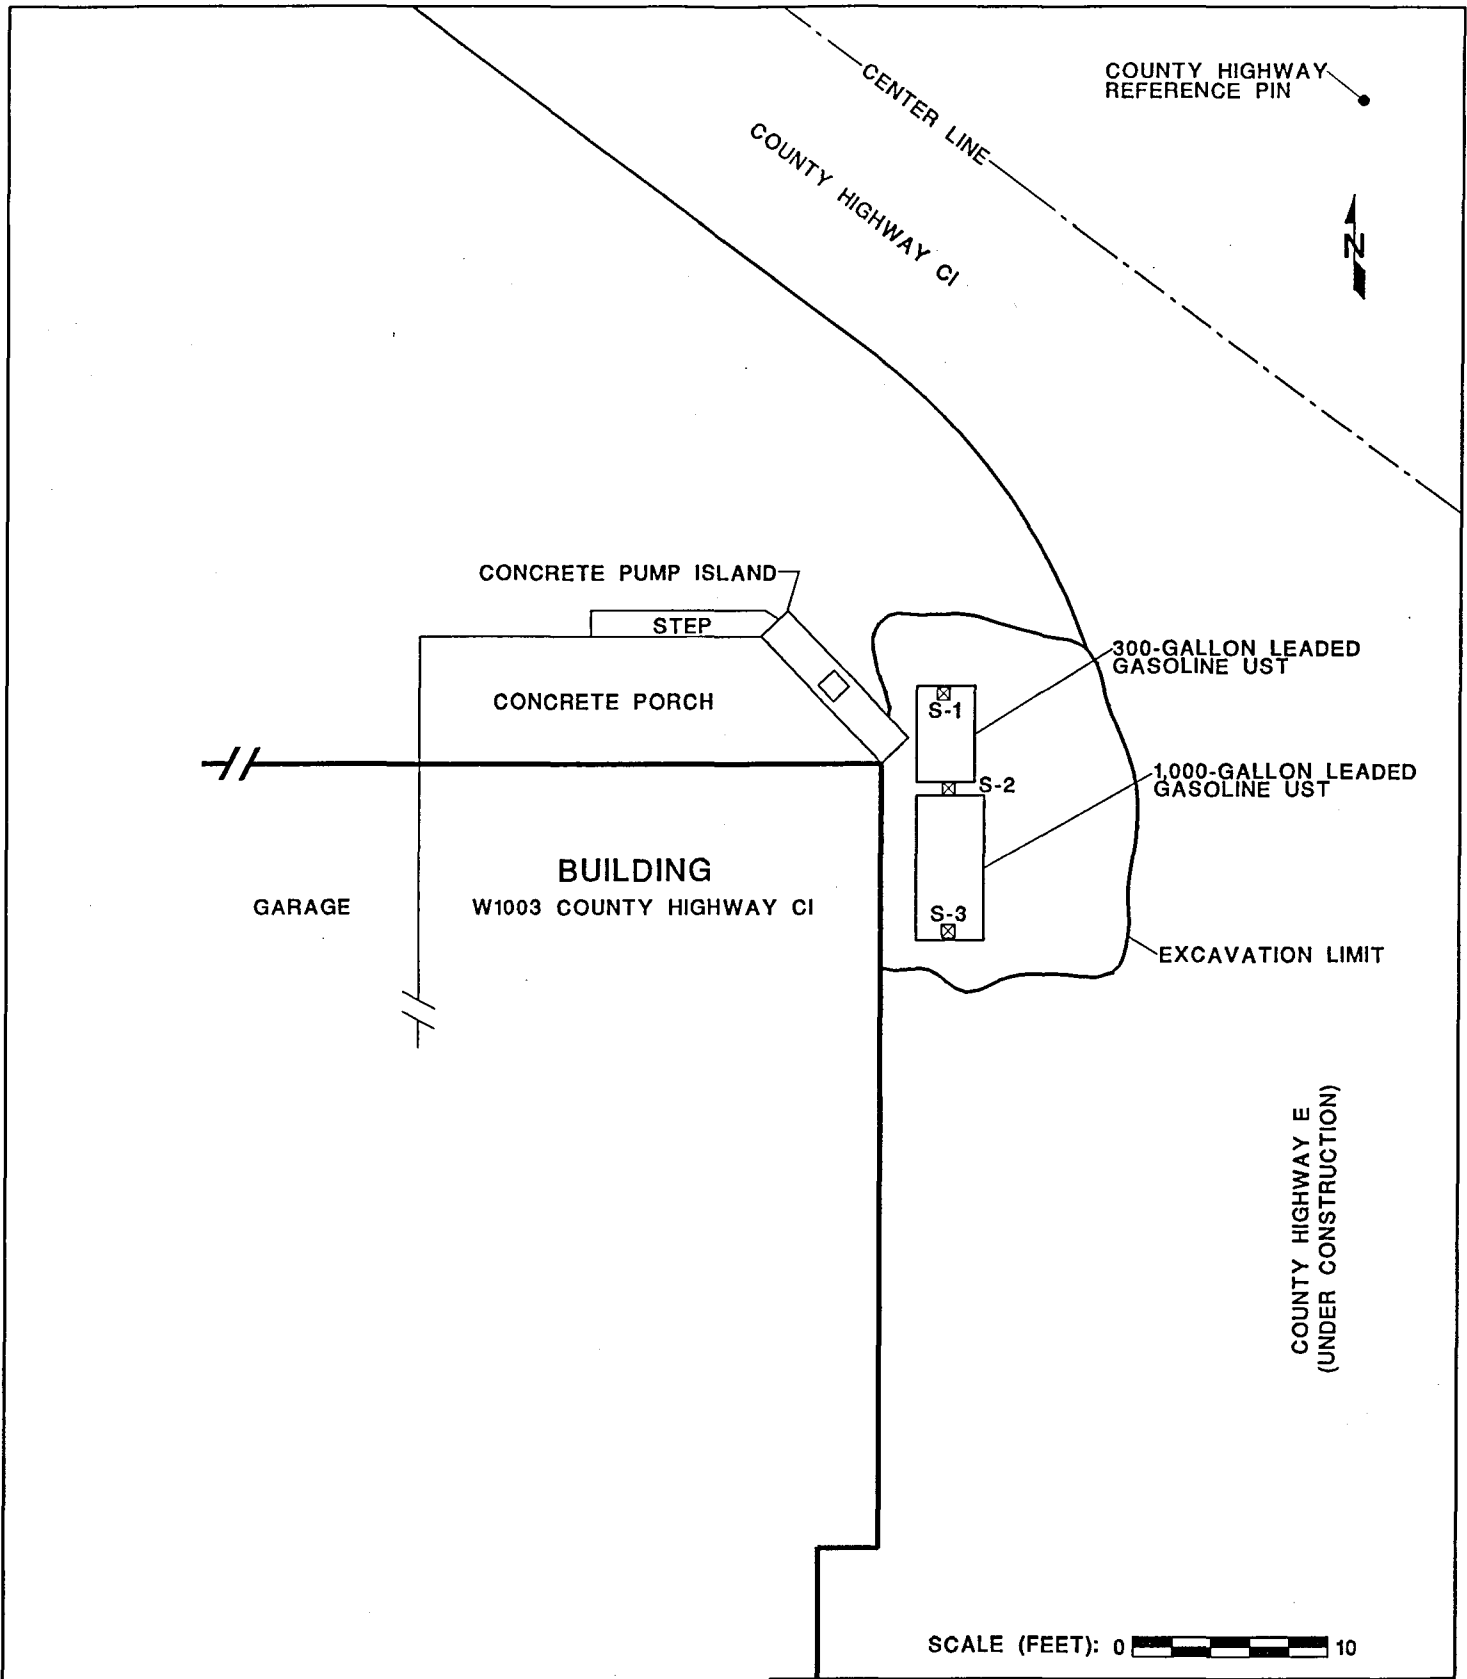 COUNTY HIGHWAY
REFERENCE PIN
CENTER LINE
COUNTY HIGHWAY CI
N
CONCRETE PUMP ISLAND
STEP
CONCRETE PORCH
300-GALLON LEADED
GASOLINE UST
S-1
S-2
1,000-GALLON LEADED
GASOLINE UST
BUILDING
W1003 COUNTY HIGHWAY CI
GARAGE
S-3
EXCAVATION LIMIT
COUNTY HIGHWAY E
(UNDER CONSTRUCTION)
SCALE (FEET): 0 10